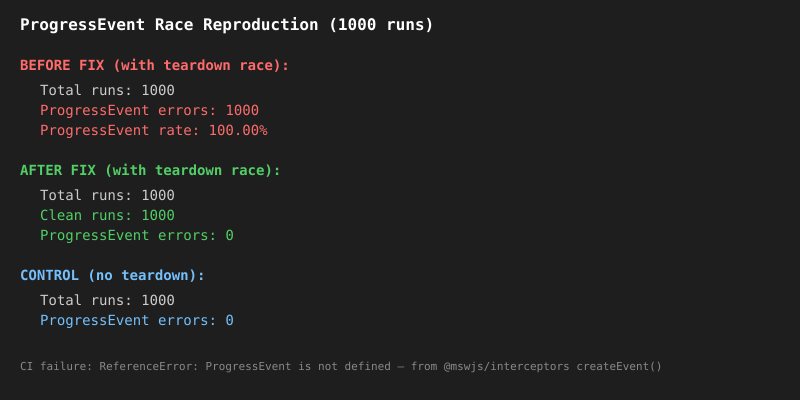 ProgressEvent Race Reproduction (1000 runs)
BEFORE FIX (with teardown race):
Total runs: 1000
ProgressEvent errors: 1000
ProgressEvent rate: 100.00%
AFTER FIX (with teardown race):
Total runs: 1000
Clean runs: 1000
ProgressEvent errors: 0
CONTROL (no teardown):
Total runs: 1000
ProgressEvent errors: 0
CI failure: ReferenceError: ProgressEvent is not defined — from @mswjs/interceptors createEvent()